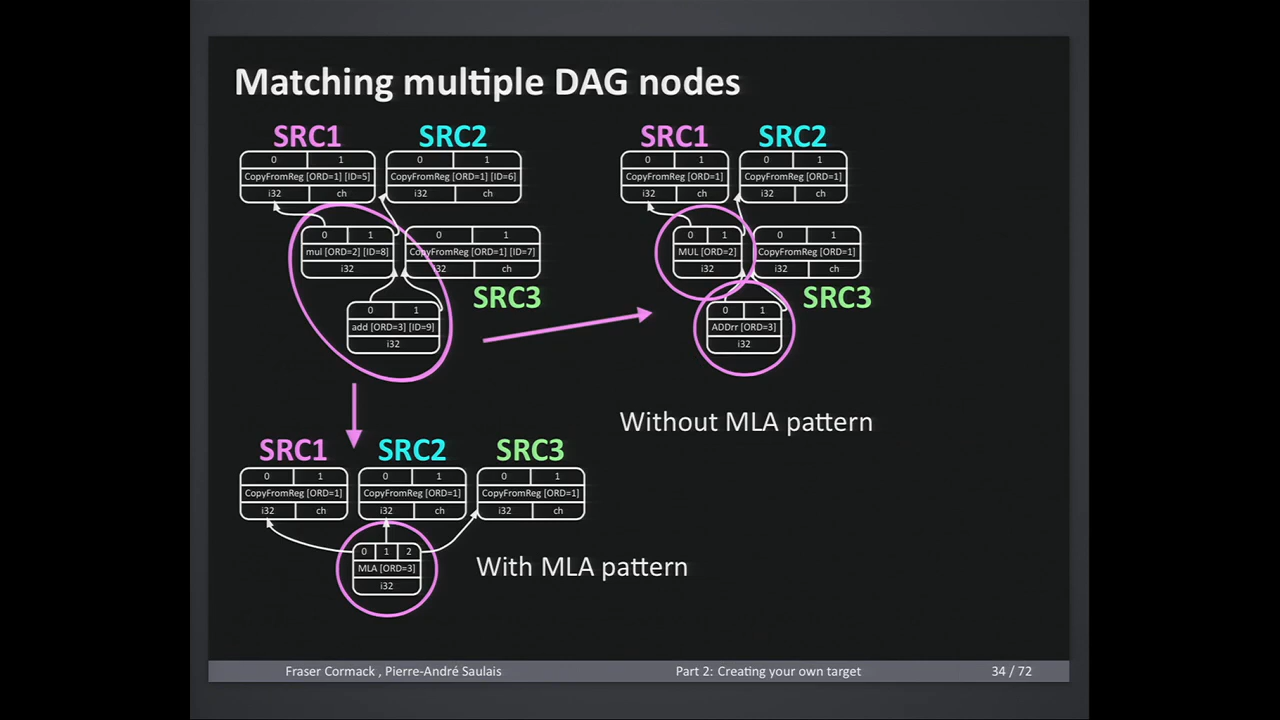 Matching multiple DAG nodes
SRC1 SRC2
0 1 0 1
CopyFromReg [ORD=1] [ID=5] CopyFromReg [ORD=1] [ID=6]
i32 ch i32 ch
0 1 0 1
mul [ORD=2] [ID=8] CopyFromReg [ORD=1] [ID=7]
i32 i32 ch
SRC3
0 1
add [ORD=3] [ID=9]
i32
SRC1 SRC2
0 1 0 1
CopyFromReg [ORD=1] CopyFromReg [ORD=1]
i32 ch i32 ch
0 1 0 1
MUL [ORD=2] CopyFromReg [ORD=1]
i32 i32 ch
SRC3
0 1
ADDrr [ORD=3]
i32
Without MLA pattern
SRC1 SRC2 SRC3
0 1 0 1 0 1
CopyFromReg [ORD=1] CopyFromReg [ORD=1] CopyFromReg [ORD=1]
i32 ch i32 ch i32 ch
0 1 2
MLA [ORD=3]
i32
With MLA pattern
Fraser Cormack , Pierre-André Saulais Part 2: Creating your own target 34 / 72